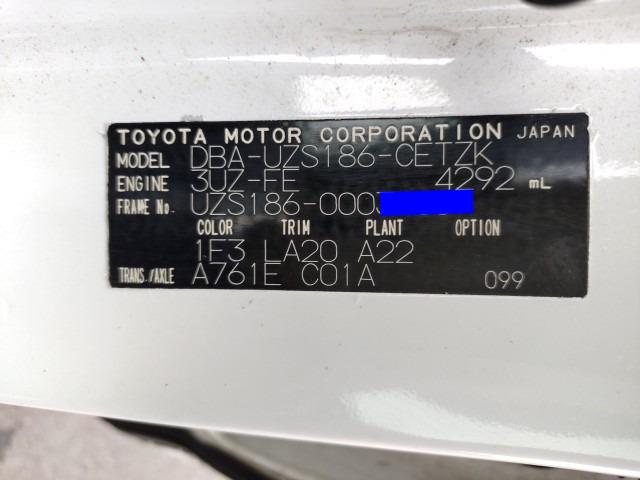 TOYOTA MOTOR CORPORATION JAPAN
MODEL DBA-UZS186-CETZK
ENGINE 3UZ-FE 4292 mL
FRAME No. UZS186-000
COLOR TRIM PLANT OPTION
1F3 LA20 A22
TRANS./AXLE A761E C01A 099